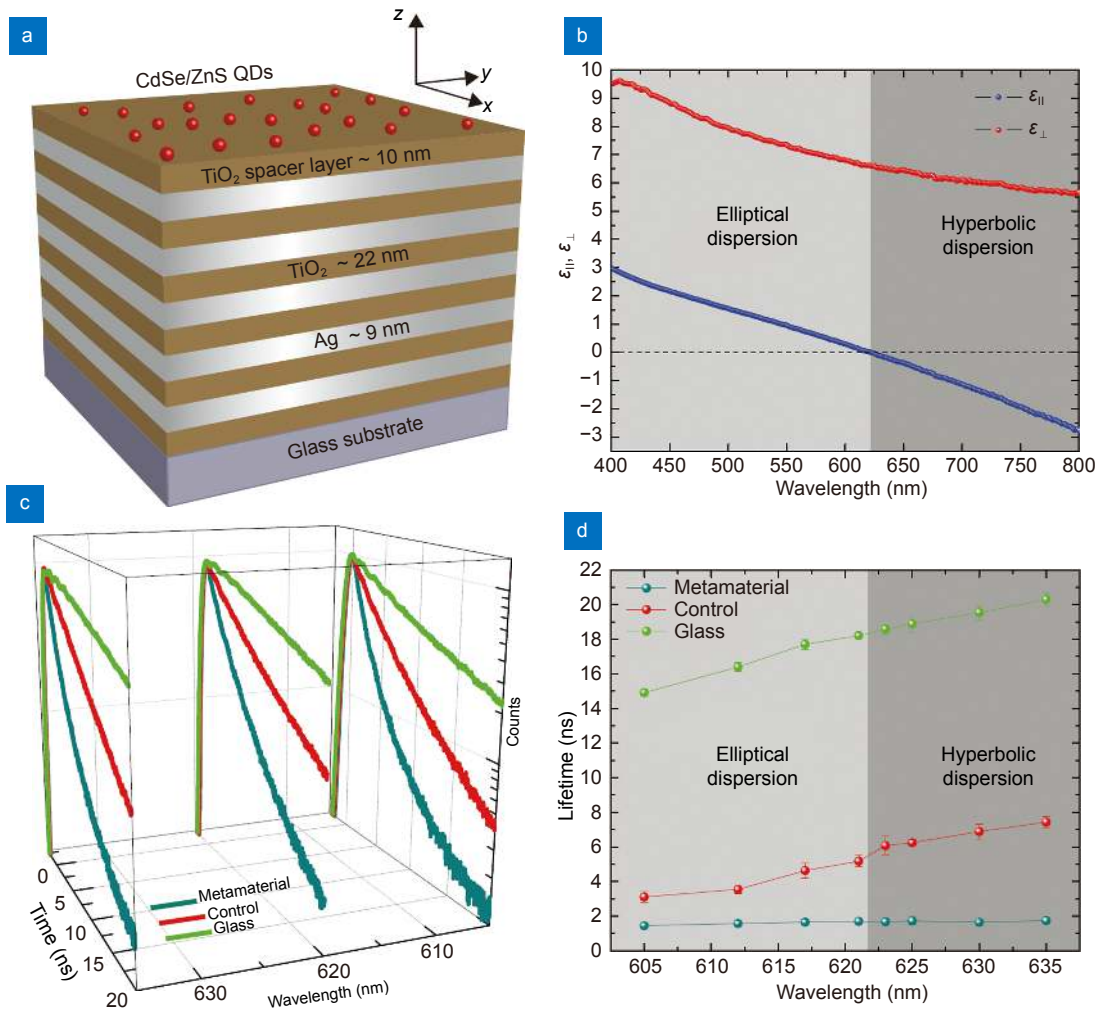 a
z
y
x
CdSe/ZnS QDs
TiO₂ spacer layer ~ 10 nm
TiO₂ ~ 22 nm
Ag ~ 9 nm
Glass substrate
b
10
9
8
7
6
5
4
3
2
1
0
−1
−2
−3
ε||, ε⊥
ε||
ε⊥
Elliptical
dispersion
Hyperbolic
dispersion
400 450 500 550 600 650 700 750 800
Wavelength (nm)
c
Counts
0
5
10
15
20
Time (ns)
Metamaterial
Control
Glass
630
620
610
Wavelength (nm)
d
22
20
18
16
14
12
10
8
6
4
2
0
Lifetime (ns)
Metamaterial
Control
Glass
Elliptical
dispersion
Hyperbolic
dispersion
605 610 615 620 625 630 635
Wavelength (nm)